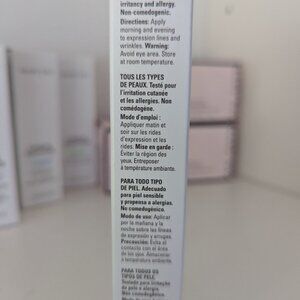 irritancy and allergy.
Non-comedogenic.
Directions: Apply
morning and evening
to expression lines and
wrinkles. Warning:
Avoid eye area. Store
at room temperature.
TOUS LES TYPES
DE PEAUX. Testé pour
l'irritation cutanée
et les allergies. Non
comédogène.
Mode d'emploi :
Appliquer matin et
soir sur les rides
d'expression et les
rides. Mise en garde :
Éviter la région des
yeux. Entreposer
à température ambiante.
PARA TODO TIPO
DE PIEL. Adecuado
para piel sensible
y propensa a alergias.
No comedogénico.
Modo de uso: Aplicar
por la mañana y la
noche sobre las líneas
de expresión y arrugas.
Precaución: Evita el
contacto con el área
de los ojos. Almacenar
a temperatura ambiente.
PARA TODOS OS
TIPOS DE PELE.
Testado para irritação
da pele e alergia.
Não comedogênico.